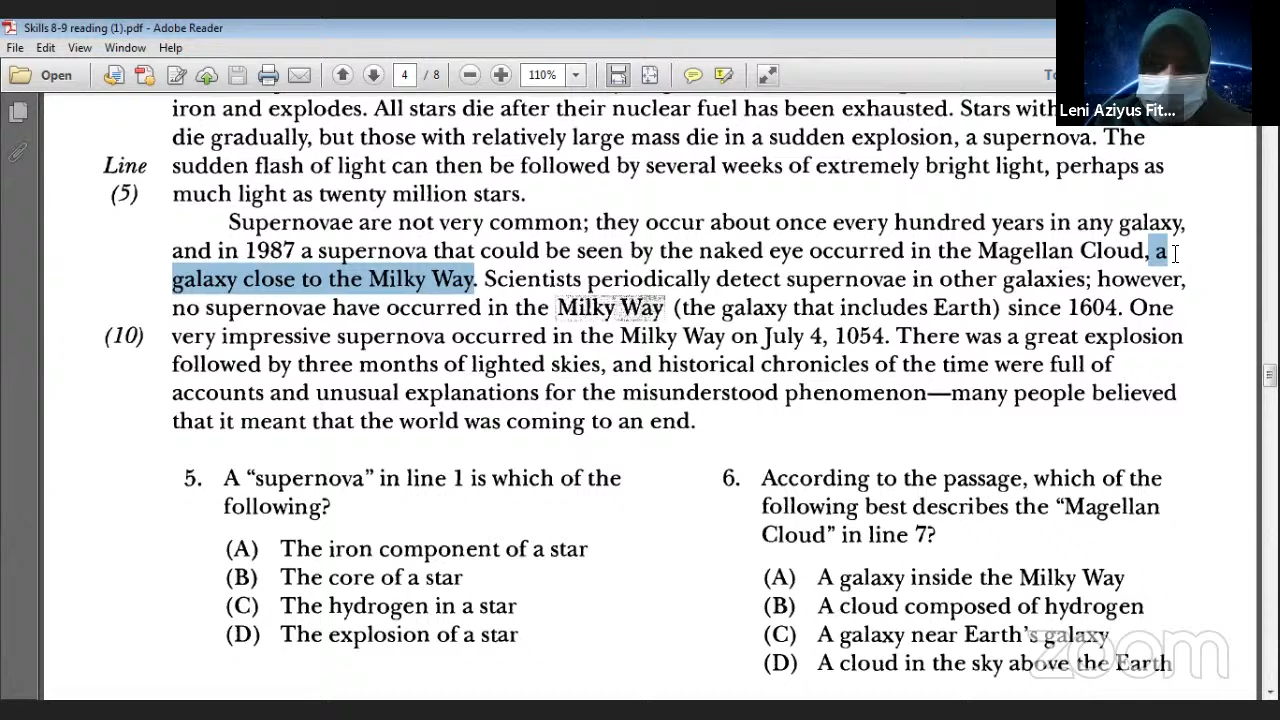 Skills 8-9 reading (1).pdf - Adobe Reader
File Edit View Window Help
Open 4 / 8 110%
Leni Aziyus Fit...
iron and explodes. All stars die after their nuclear fuel has been exhausted. Stars with
die gradually, but those with relatively large mass die in a sudden explosion, a supernova. The
Line sudden flash of light can then be followed by several weeks of extremely bright light, perhaps as
(5) much light as twenty million stars.
Supernovae are not very common; they occur about once every hundred years in any galaxy,
and in 1987 a supernova that could be seen by the naked eye occurred in the Magellan Cloud, a
galaxy close to the Milky Way. Scientists periodically detect supernovae in other galaxies; however,
no supernovae have occurred in the Milky Way (the galaxy that includes Earth) since 1604. One
(10) very impressive supernova occurred in the Milky Way on July 4, 1054. There was a great explosion
followed by three months of lighted skies, and historical chronicles of the time were full of
accounts and unusual explanations for the misunderstood phenomenon—many people believed
that it meant that the world was coming to an end.
5. A “supernova” in line 1 is which of the
following?
(A) The iron component of a star
(B) The core of a star
(C) The hydrogen in a star
(D) The explosion of a star
6. According to the passage, which of the
following best describes the “Magellan
Cloud” in line 7?
(A) A galaxy inside the Milky Way
(B) A cloud composed of hydrogen
(C) A galaxy near Earth’s galaxy
(D) A cloud in the sky above the Earth
zoom